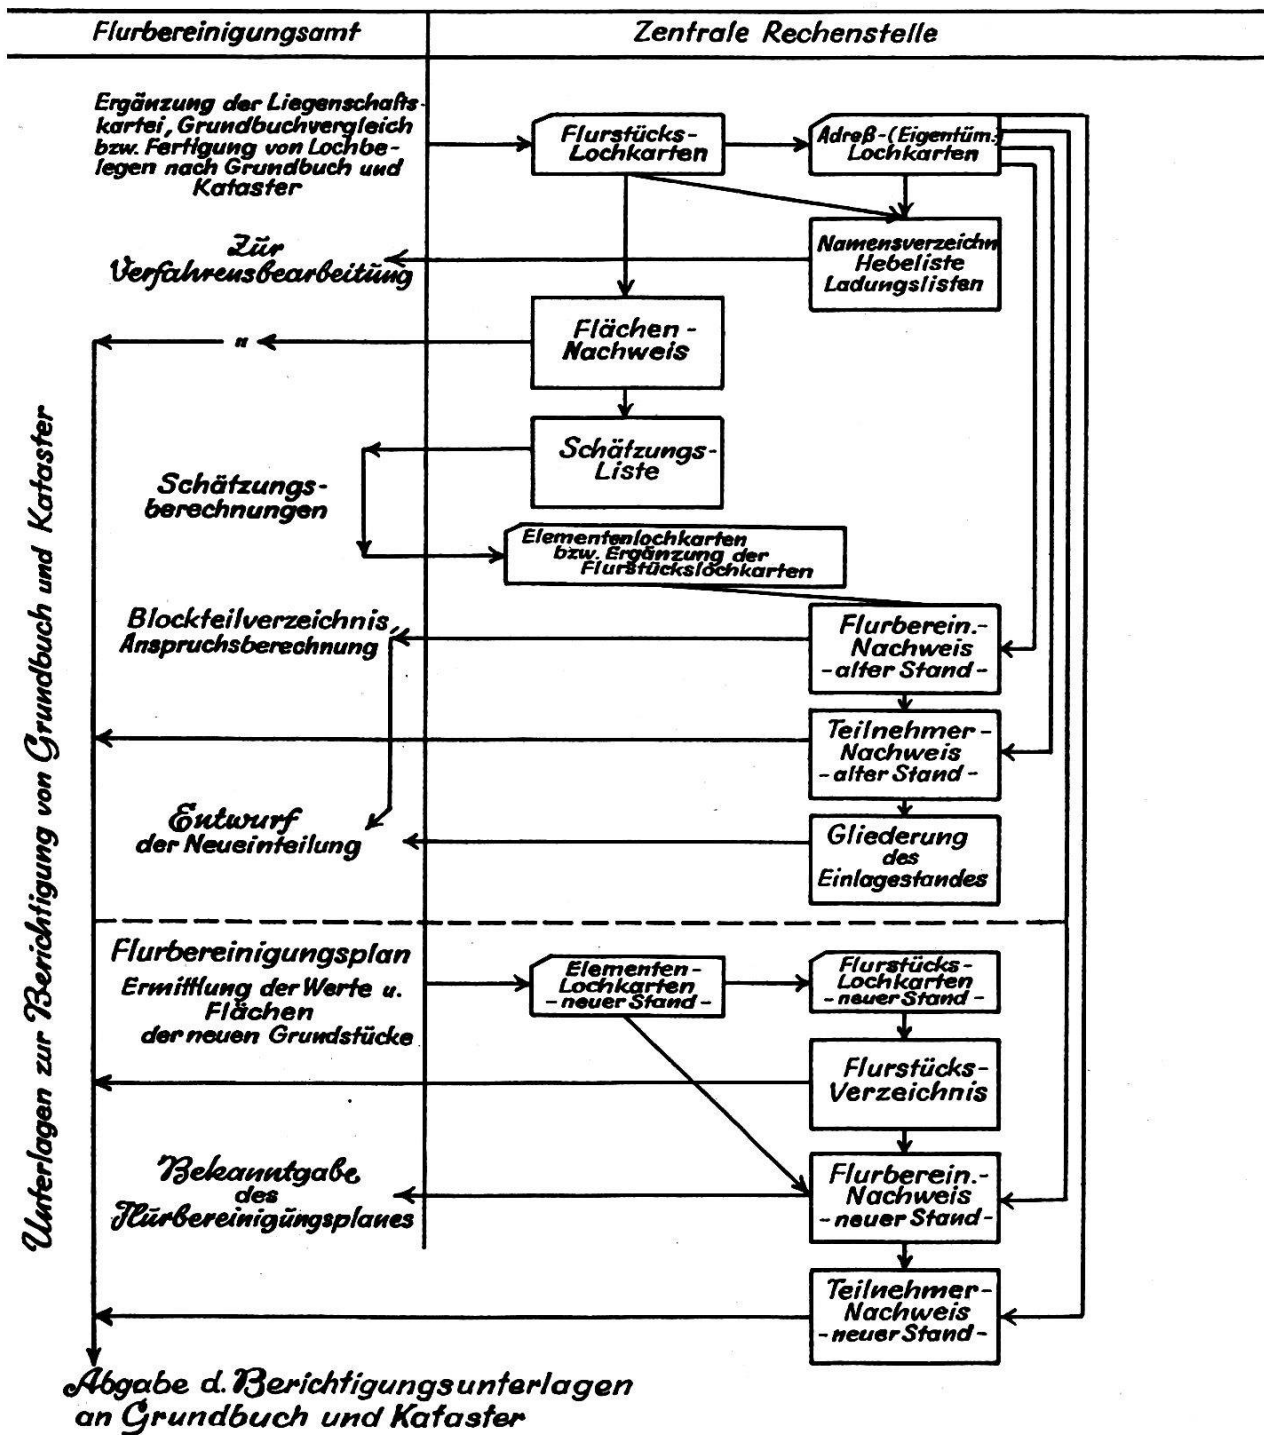 Flurbereinigungsamt
Zentrale Rechenstelle
Ergänzung der Liegenschafts-
kartei, Grundbuchvergleich
bzw. Fertigung von Lochbe-
legen nach Grundbuch und
Kataster
Flurstücks-
Lochkarten
Adreß-(Eigentüm.)
Lochkarten
Zur
Verfahrensbearbeitung
Namensverzeichn
Hebeliste
Ladungslisten
"
Flächen-
Nachweis
Schätzungs-
Liste
Schätzungs-
berechnungen
Elementenlochkarten
bzw. Ergänzung der
Flurstückslochkarten
Blockteilverzeichnis,
Anspruchsberechnung
Flurberein.-
Nachweis
- alter Stand -
Teilnehmer-
Nachweis
- alter Stand -
Entwurf
der Neueinteilung
Gliederung
des
Einlagestandes
Flurbereinigungsplan
Ermittlung der Werte u.
Flächen
der neuen Grundstücke
Elementen-
Lochkarten
- neuer Stand -
Flurstücks-
Lochkarten
- neuer Stand -
Flurstücks-
Verzeichnis
Bekanntgabe
des
Flurbereinigungsplanes
Flurberein.-
Nachweis
- neuer Stand -
Teilnehmer-
Nachweis
- neuer Stand -
Unterlagen zur Berichtigung von Grundbuch und Kataster
Abgabe d. Berichtigungsunterlagen
an Grundbuch und Kataster